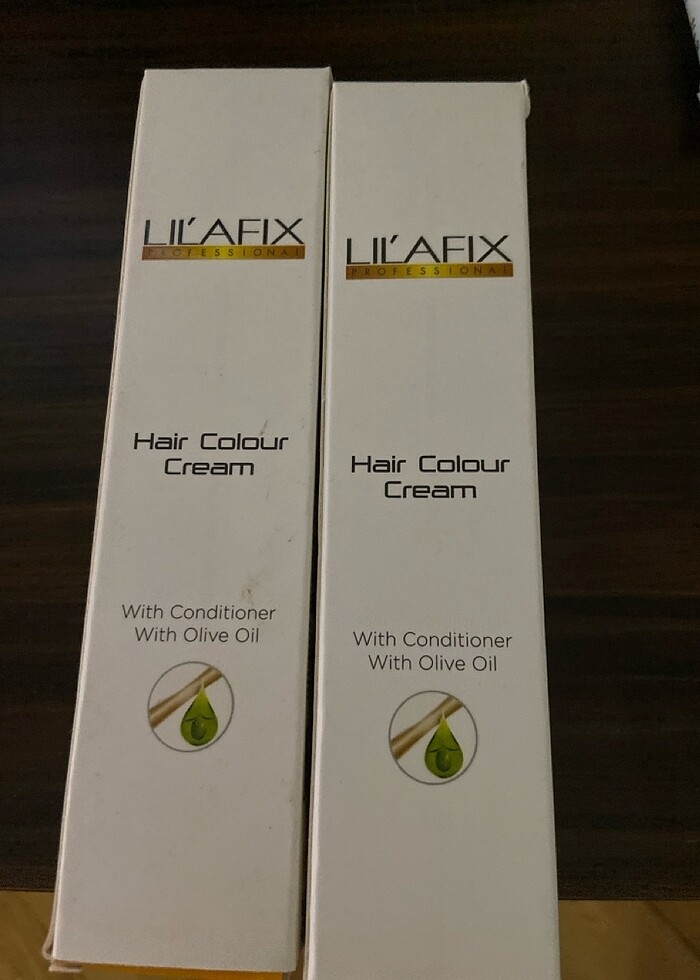 LIL'AFIX
PROFESSIONAL
Hair Colour
Cream
With Conditioner
With Olive Oil
LIL'AFIX
PROFESSIONAL
Hair Colour
Cream
With Conditioner
With Olive Oil